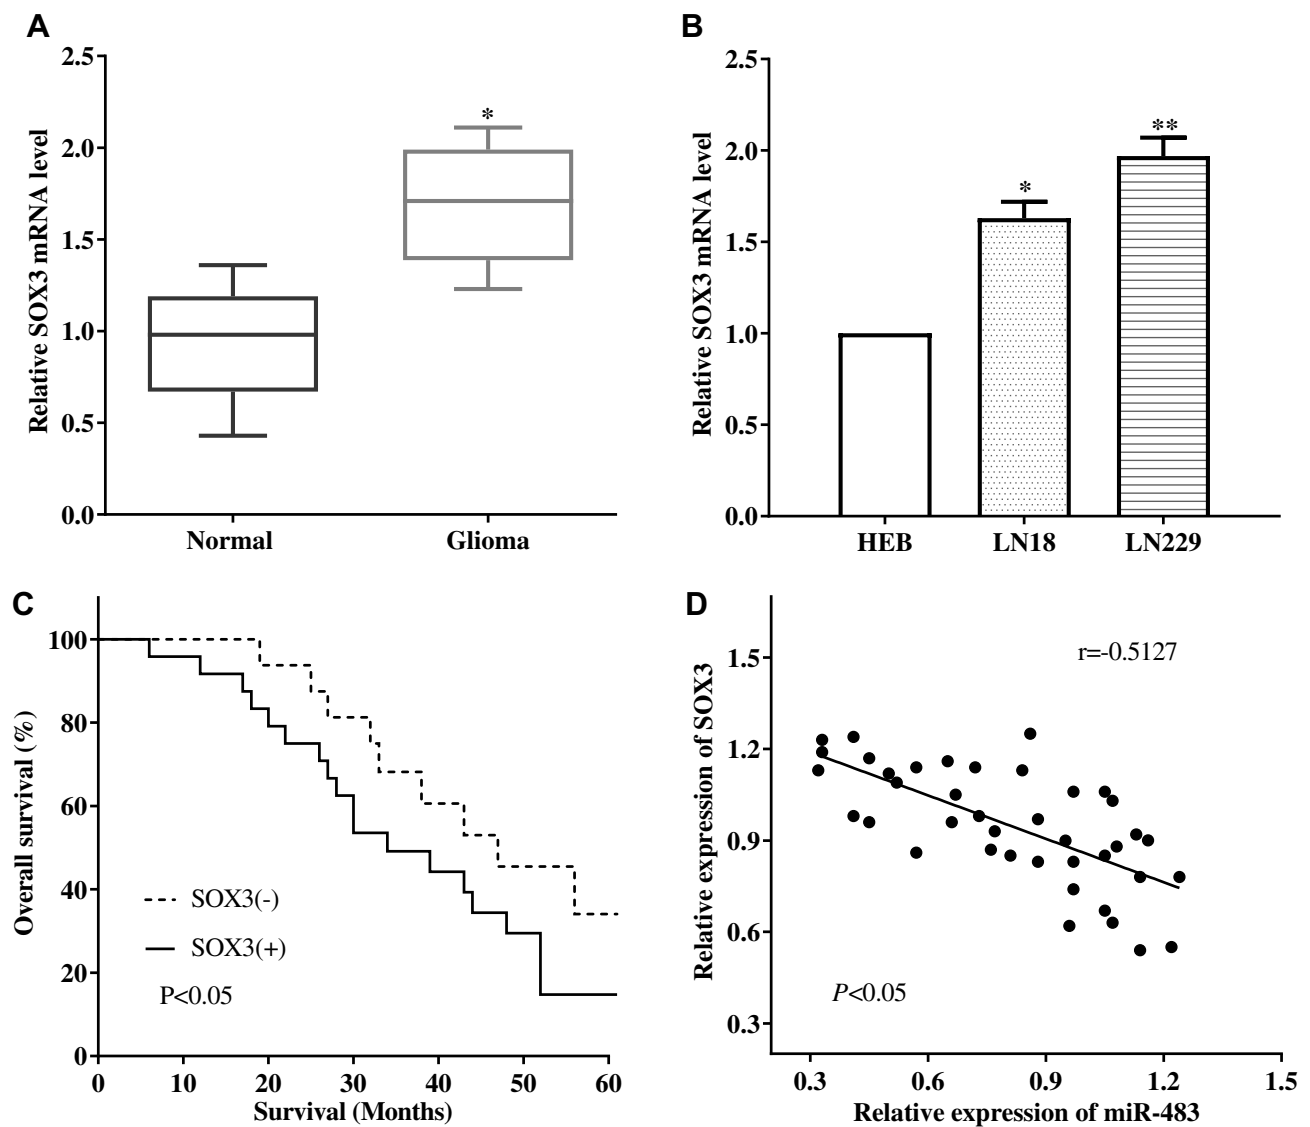 A
Relative SOX3 mRNA level
2.5
2.0
1.5
1.0
0.5
0.0
*
Normal
Glioma
B
Relative SOX3 mRNA level
2.5
2.0
1.5
1.0
0.5
0.0
*
**
HEB
LN18
LN229
C
Overall survival (%)
100
80
60
40
20
0
SOX3(-)
SOX3(+)
P<0.05
0 10 20 30 40 50 60
Survival (Months)
D
Relative expression of SOX3
1.5
1.2
0.9
0.6
0.3
r=-0.5127
P<0.05
0.3 0.6 0.9 1.2 1.5
Relative expression of miR-483